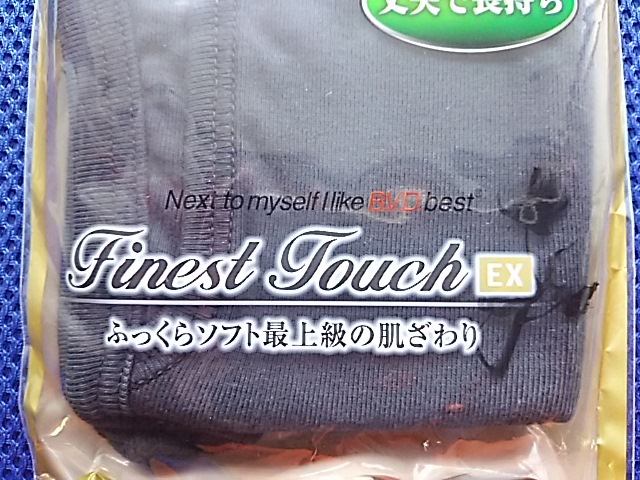 丈夫で長持ち
Next to myself I like BVD best
Finest Touch EX
ふっくらソフト最上級の肌ざわり